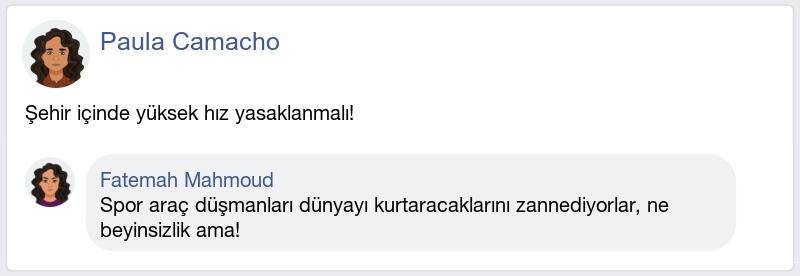 Paula Camacho
Şehir içinde yüksek hız yasaklanmalı!
Fatemah Mahmoud
Spor araç düşmanları dünyayı kurtaracaklarını zannediyorlar, ne
beyinsizlik ama!